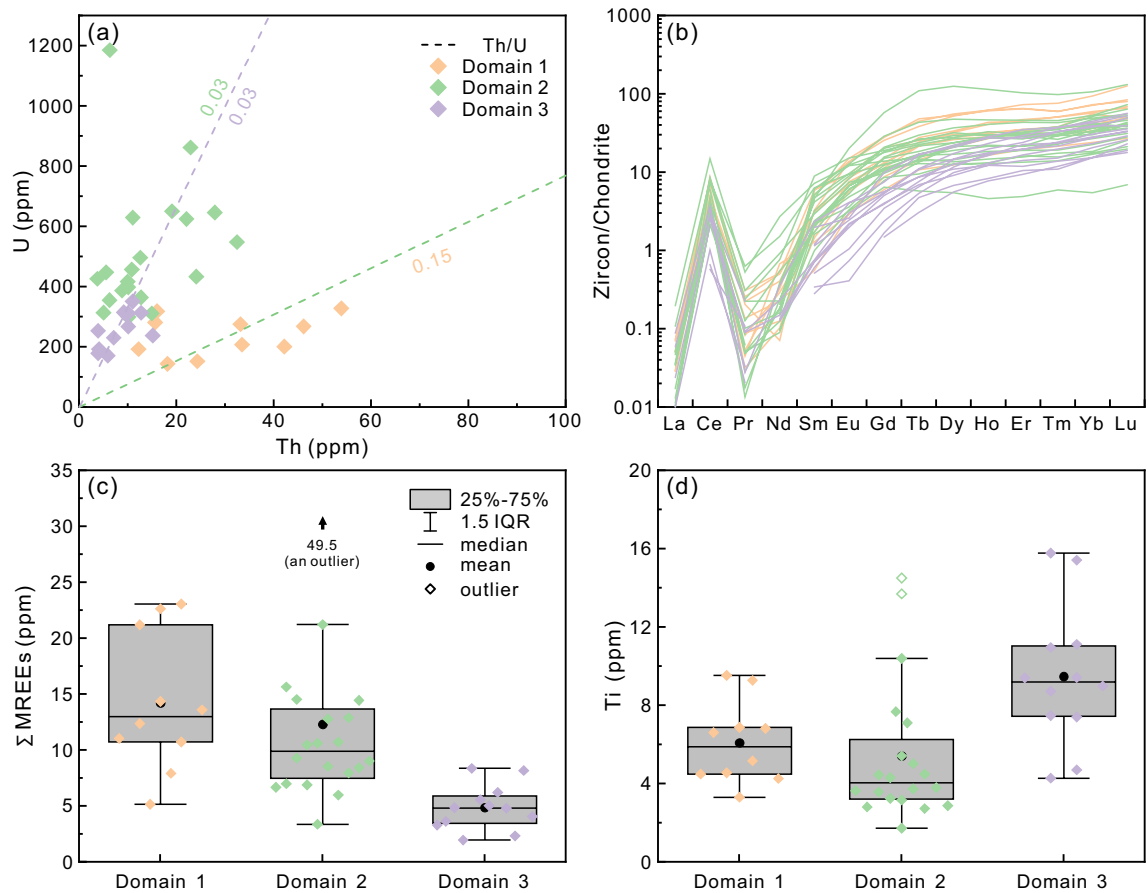 (a)
U (ppm)
1200
1000
800
600
400
200
0
0
20
40
60
80
100
Th (ppm)
Th/U
Domain 1
Domain 2
Domain 3
0.03
0.03
0.15
(b)
Zircon/Chondrite
1000
100
10
1
0.1
0.01
La Ce Pr Nd Sm Eu Gd Tb Dy Ho Er Tm Yb Lu
(c)
Σ MREEs (ppm)
35
30
25
20
15
10
5
0
49.5
(an outlier)
25%-75%
1.5 IQR
median
mean
outlier
Domain 1 Domain 2 Domain 3
(d)
Ti (ppm)
20
16
12
8
4
0
Domain 1 Domain 2 Domain 3